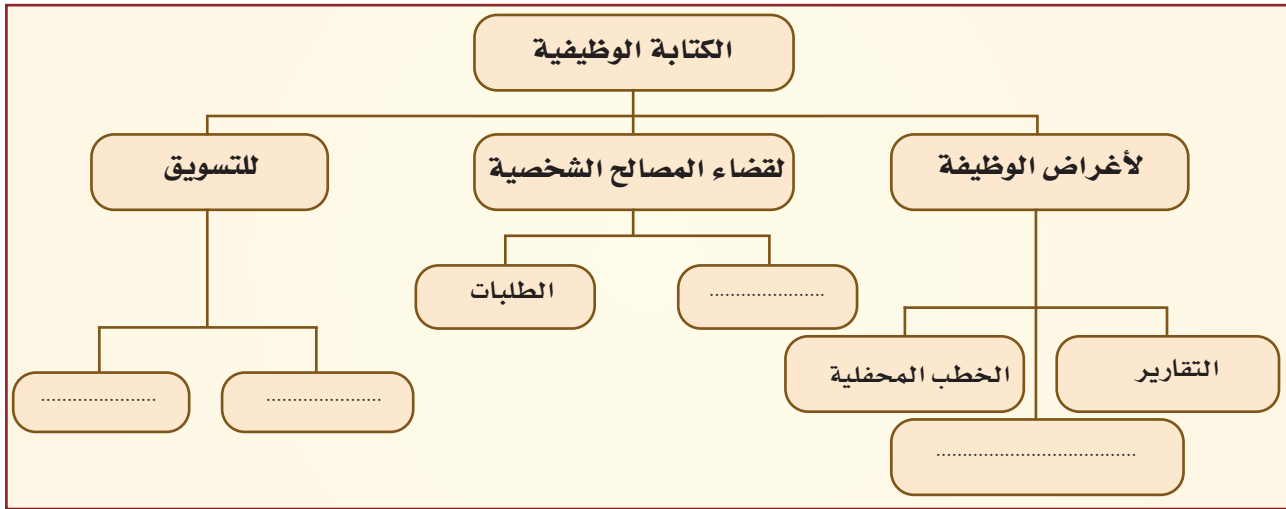 الكتابة الوظيفية
لأغراض الوظيفة
لقضاء المصالح الشخصية
للتسويق
التقارير
الخطب المحفلية
......................................
......................
الطلبات
......................
......................